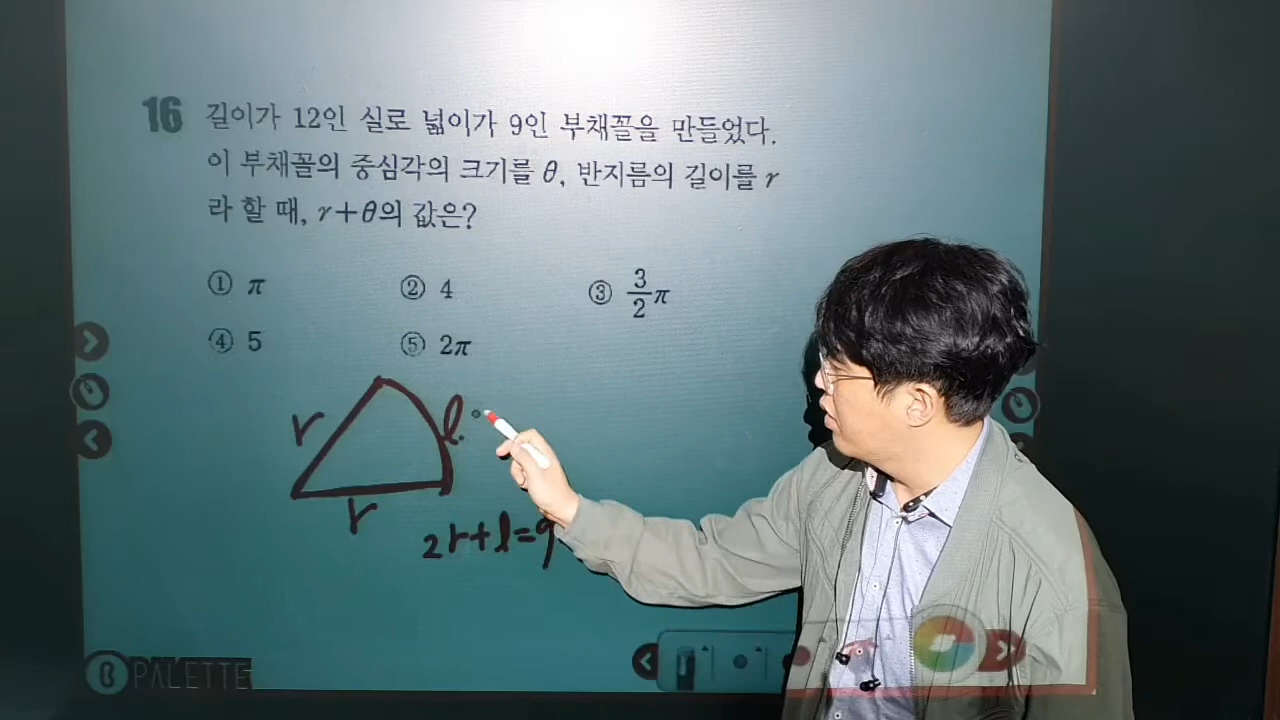 16 길이가 12인 실로 넓이가 9인 부채꼴을 만들었다.
이 부채꼴의 중심각의 크기를 θ, 반지름의 길이를 r
라 할 때, r+θ의 값은?
① π ② 4 ③ 3/2 π
④ 5 ⑤ 2π
r
l
r
2r+l=9
B PALETTE